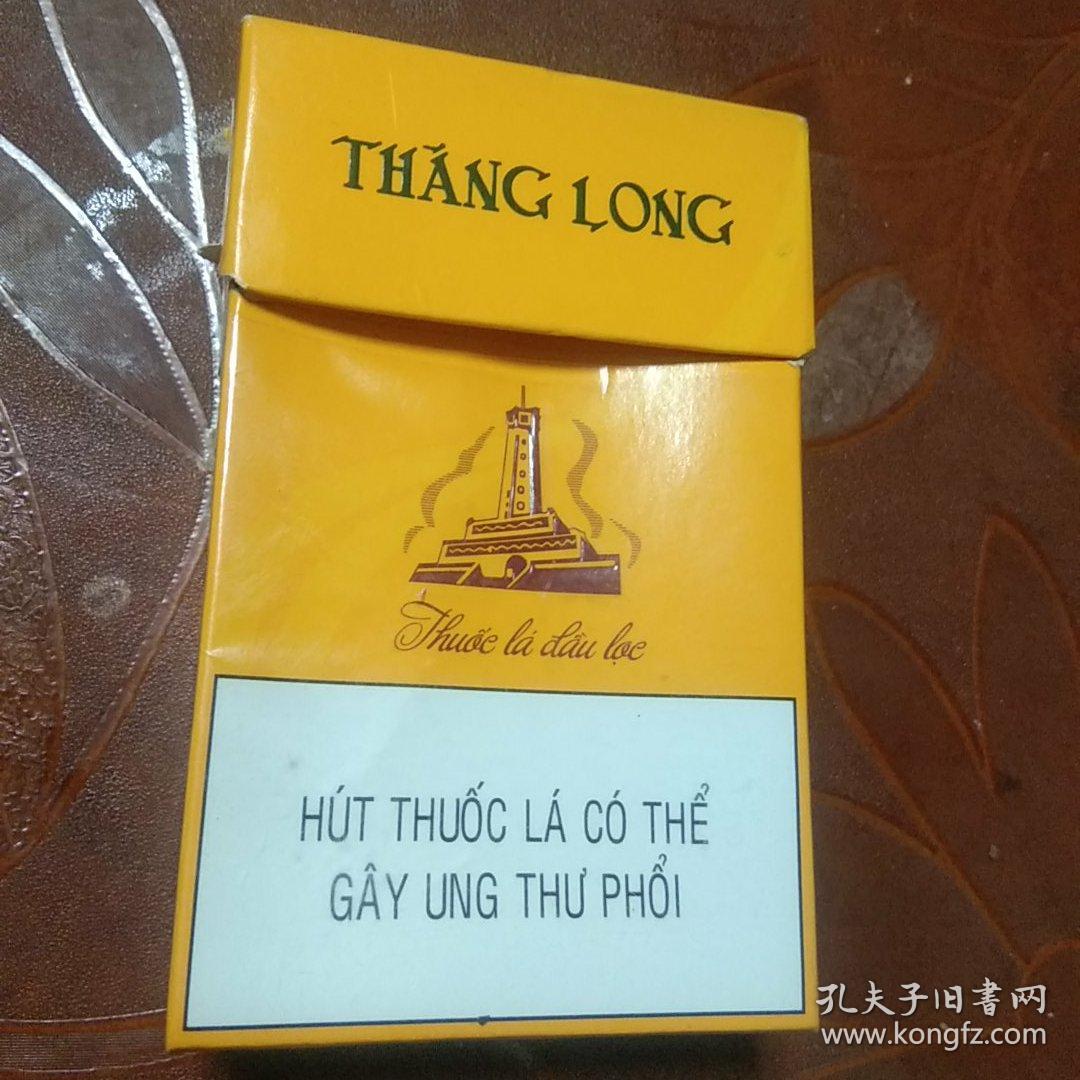 THĂNG LONG
Thuốc lá đầu lọc
HÚT THUỐC LÁ CÓ THỂ
GÂY UNG THƯ PHỔI
孔夫子旧書网
www.kongfz.com